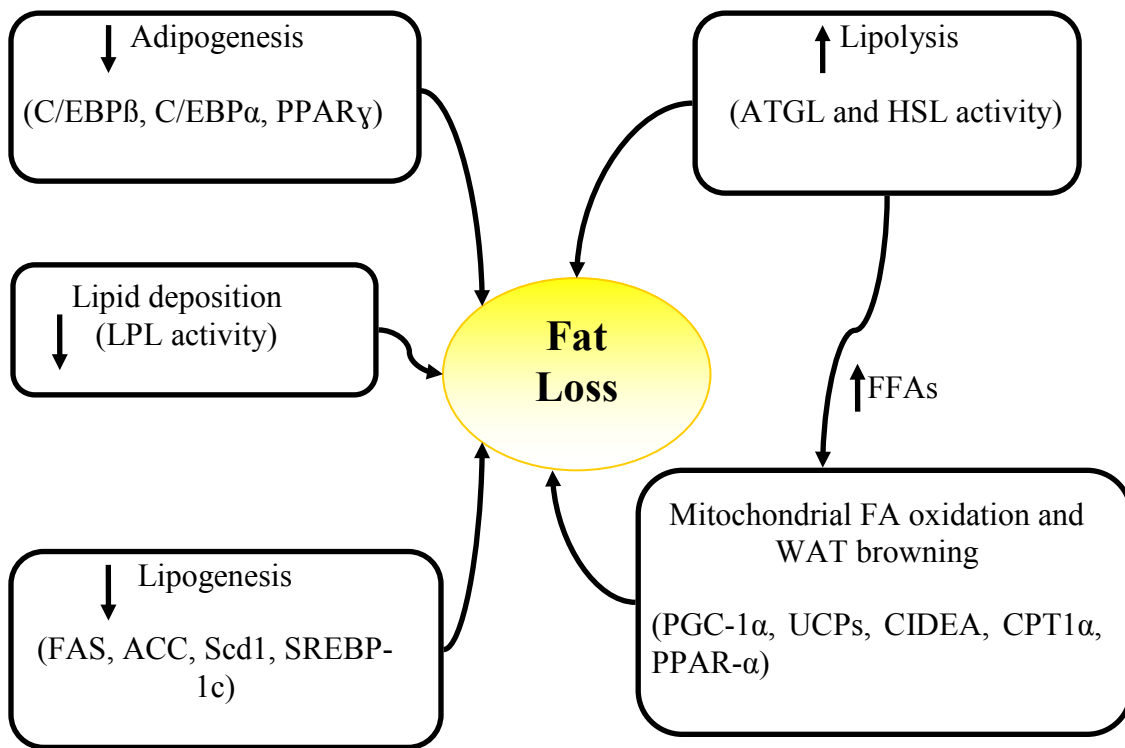 ↓ Adipogenesis
(C/EBPß, C/EBPα, PPARɣ)
↑ Lipolysis
(ATGL and HSL activity)
Lipid deposition
↓ (LPL activity)
Fat
Loss
↑FFAs
↓ Lipogenesis
(FAS, ACC, Scd1, SREBP-
1c)
Mitochondrial FA oxidation and
WAT browning
(PGC-1α, UCPs, CIDEA, CPT1α,
PPAR-α)